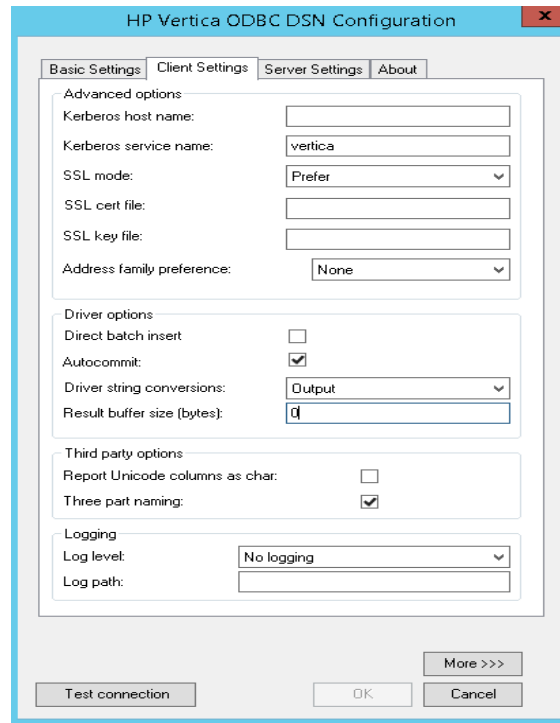 HP Vertica ODBC DSN Configuration x
Basic Settings Client Settings Server Settings About
Advanced options
Kerberos host name:
Kerberos service name: vertica
SSL mode: Prefer
SSL cert file:
SSL key file:
Address family preference: None
Driver options
Direct batch insert
Autocommit:
Driver string conversions: Output
Result buffer size (bytes): 0
Third party options
Report Unicode columns as char:
Three part naming:
Logging
Log level: No logging
Log path:
More >>>
Test connection OK Cancel